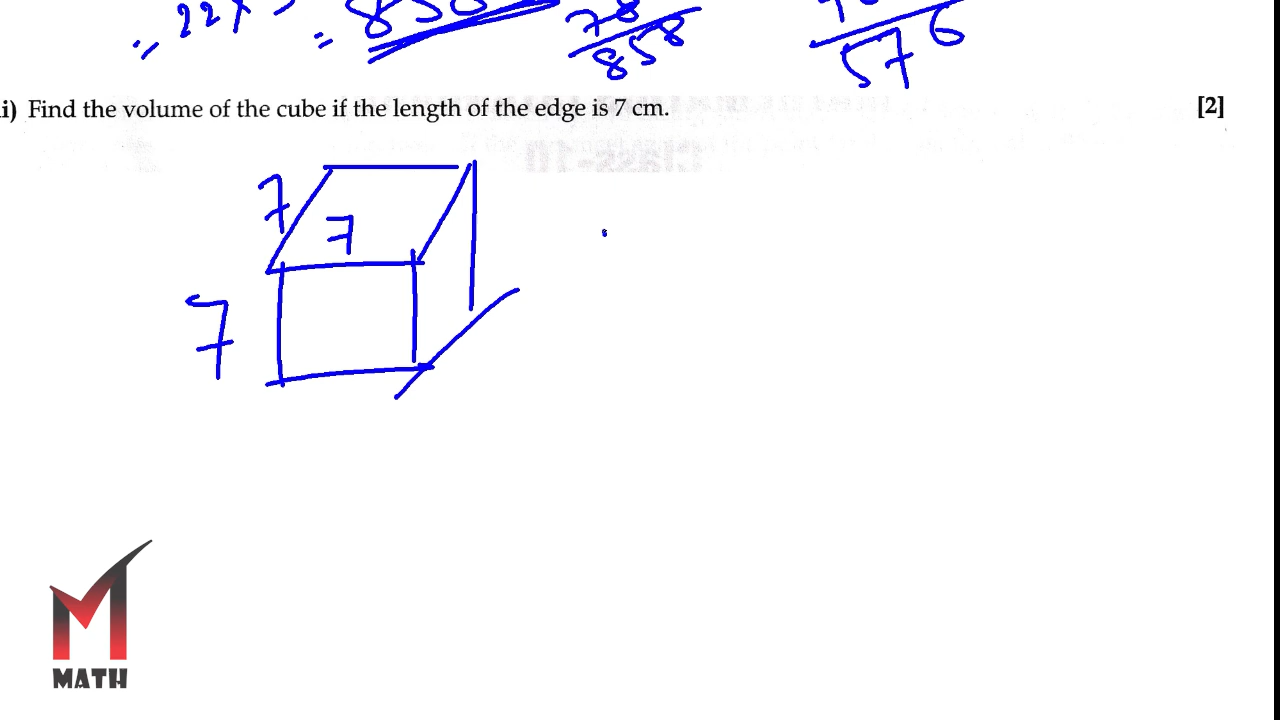 = 22 x
= 858
78
858
576
i) Find the volume of the cube if the length of the edge is 7 cm. [2]
7
7
7
MATH